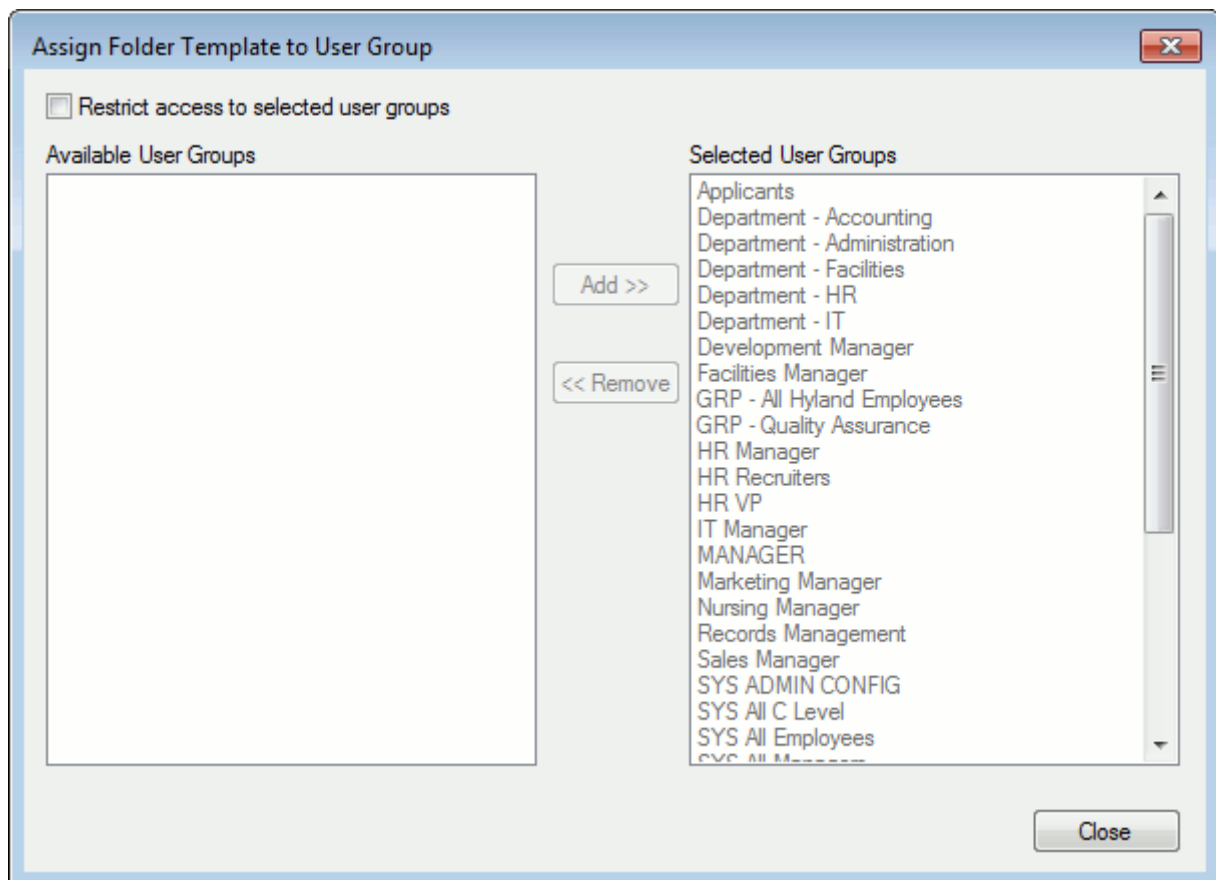 Assign Folder Template to User Group
Restrict access to selected user groups
Available User Groups
Selected User Groups
Add >>
<< Remove
Applicants
Department - Accounting
Department - Administration
Department - Facilities
Department - HR
Department - IT
Development Manager
Facilities Manager
GRP - All Hyland Employees
GRP - Quality Assurance
HR Manager
HR Recruiters
HR VP
IT Manager
MANAGER
Marketing Manager
Nursing Manager
Records Management
Sales Manager
SYS ADMIN CONFIG
SYS All C Level
SYS All Employees
SYS All Managers
Close